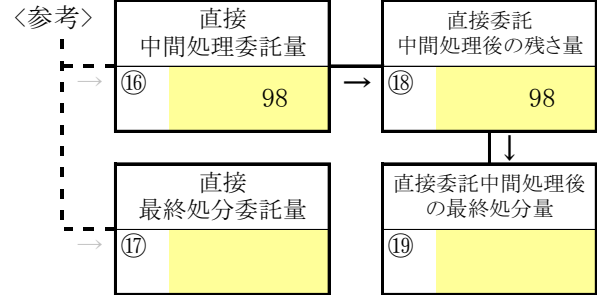 〈参考〉
直接
中間処理委託量
⑯ 98
→
→
直接委託
中間処理後の残さ量
⑱ 98
↓
直接
最終処分委託量
⑰
→
直接委託中間処理後
の最終処分量
⑲